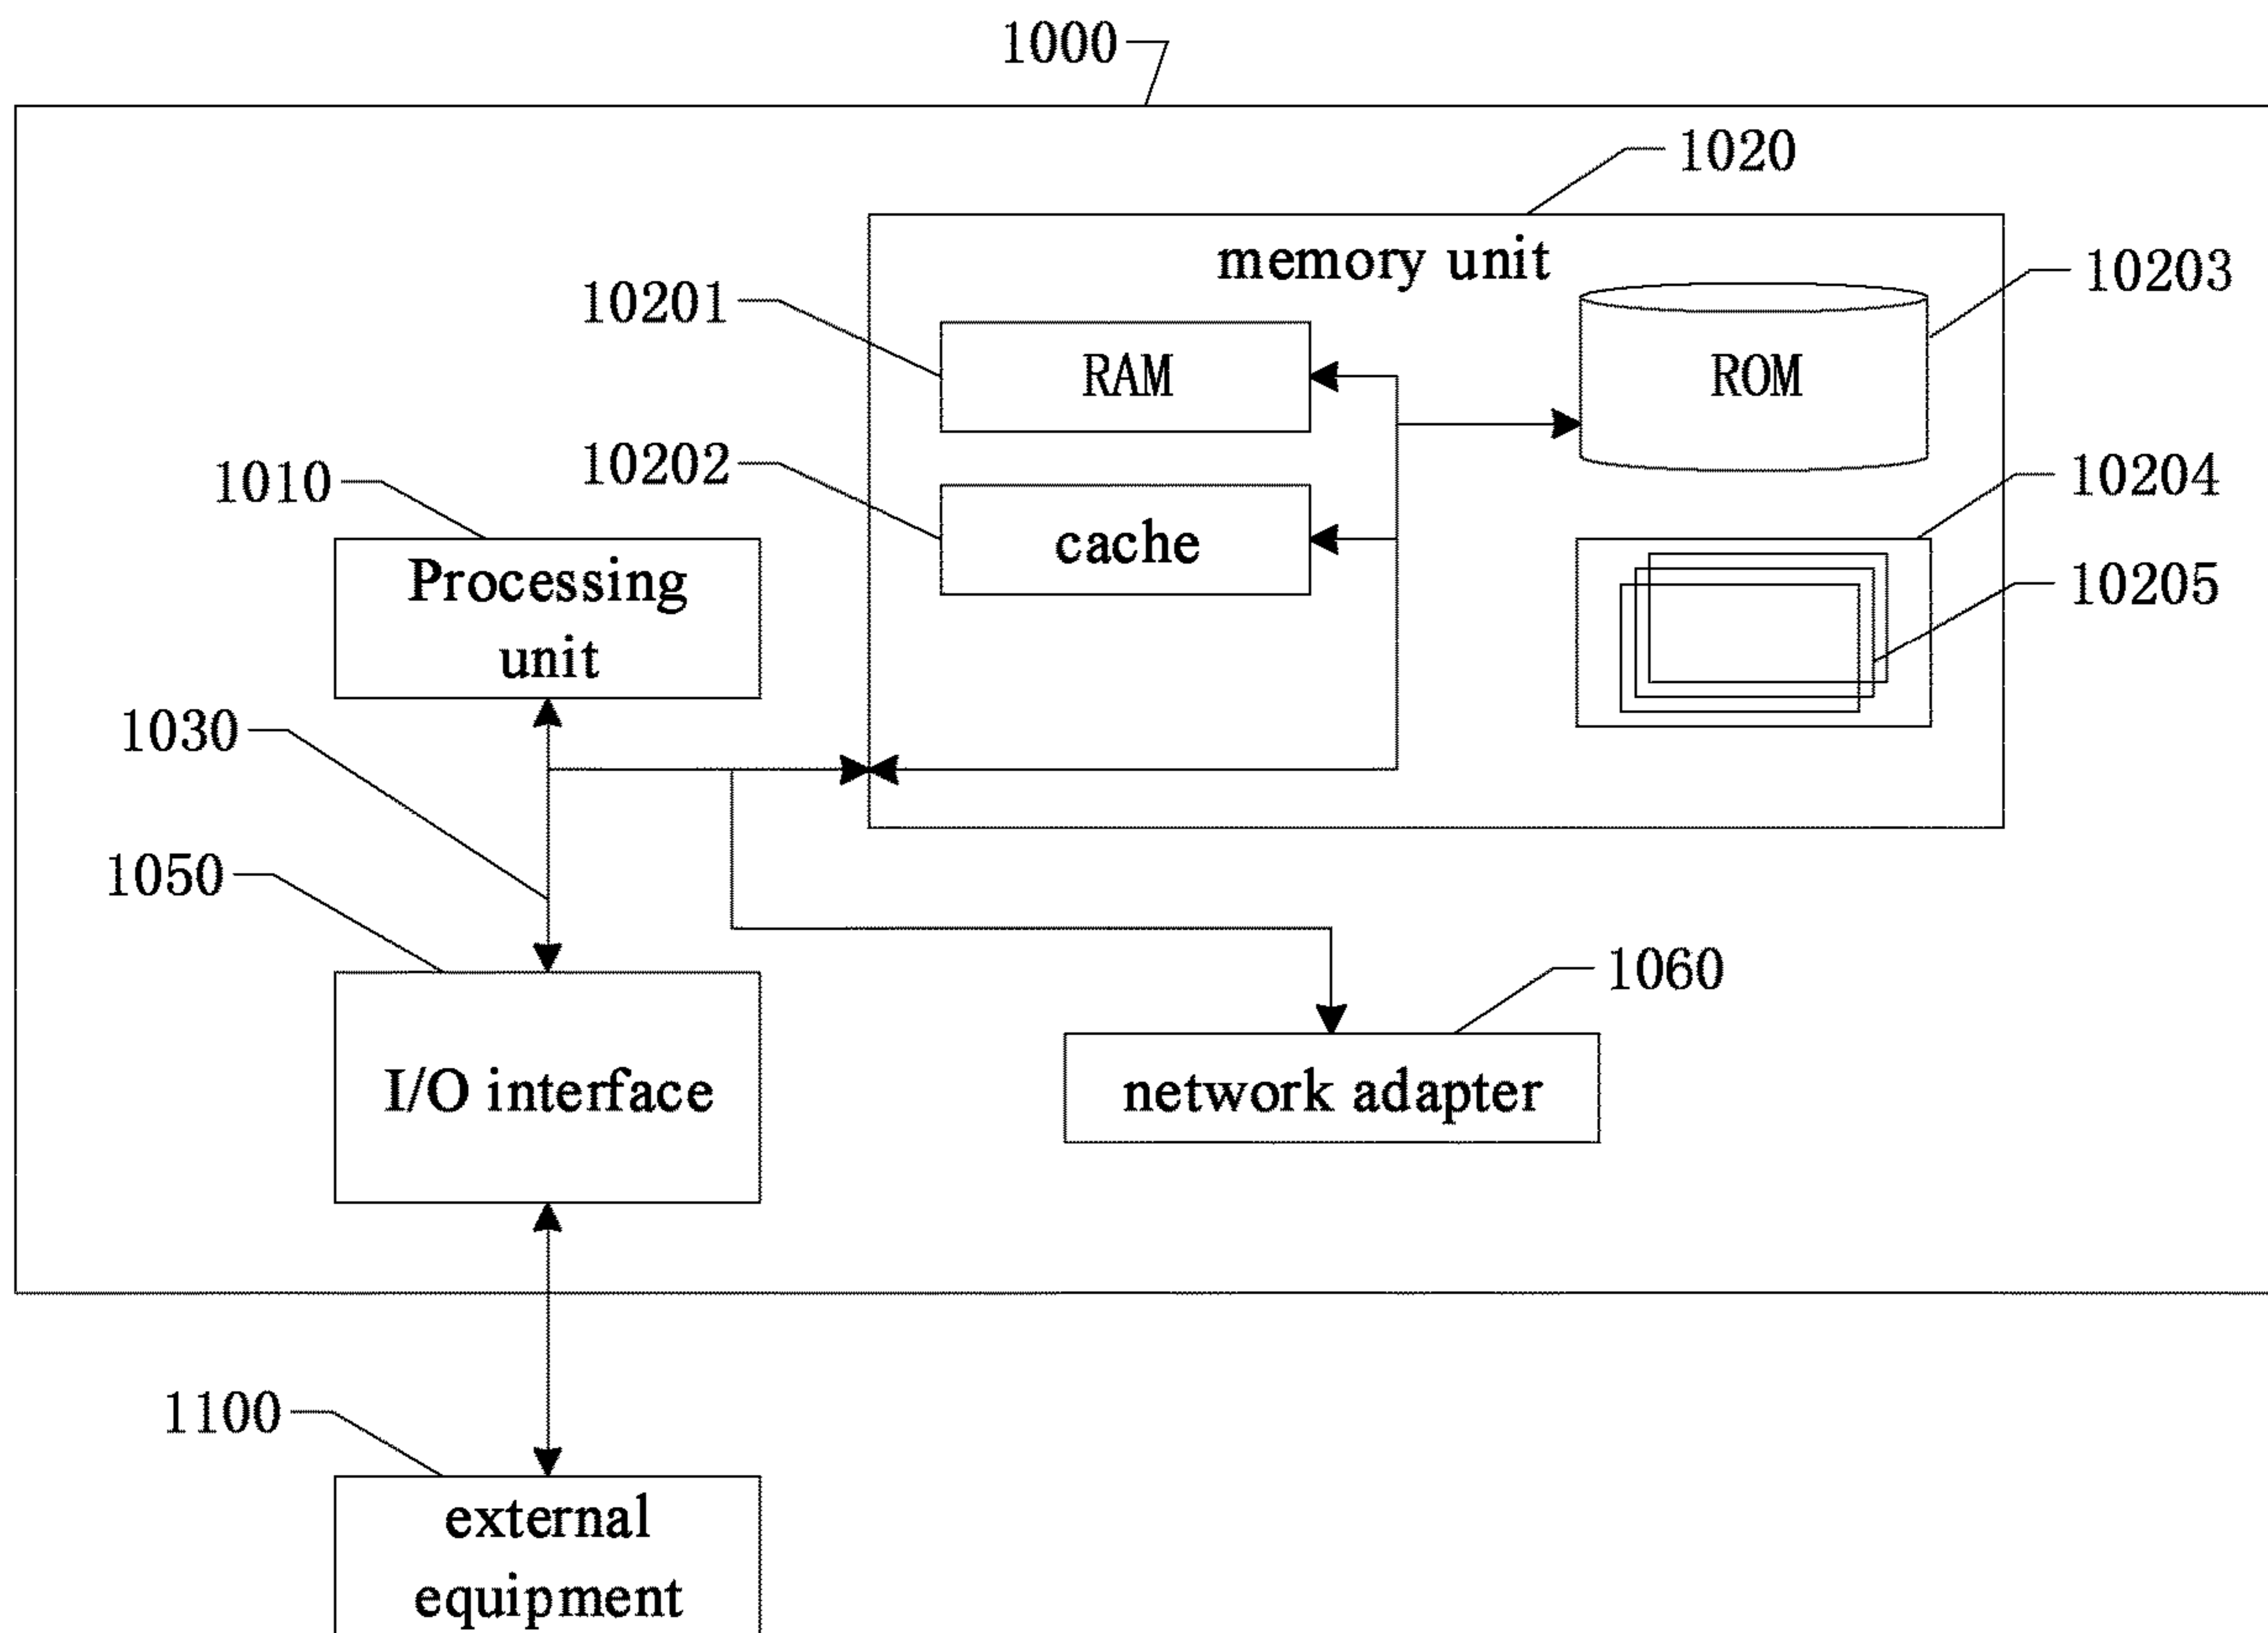 1000
1020
memory unit
10203
10201
RAM
ROM
10202
10204
1010
cache
10205
Processing
unit
1030
1050
1060
I/O interface
network adapter
1100
external
equipment